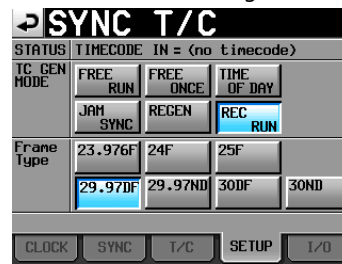 SYNC T/C
STATUS TIMECODE IN = (no timecode)
TC GEN MODE
FREE RUN
FREE ONCE
TIME OF DAY
JAM SYNC
REGEN
REC RUN
Frame Type
23.976F
24F
25F
29.97DF
29.97ND
30DF
30ND
CLOCK
SYNC
T/C
SETUP
I/O